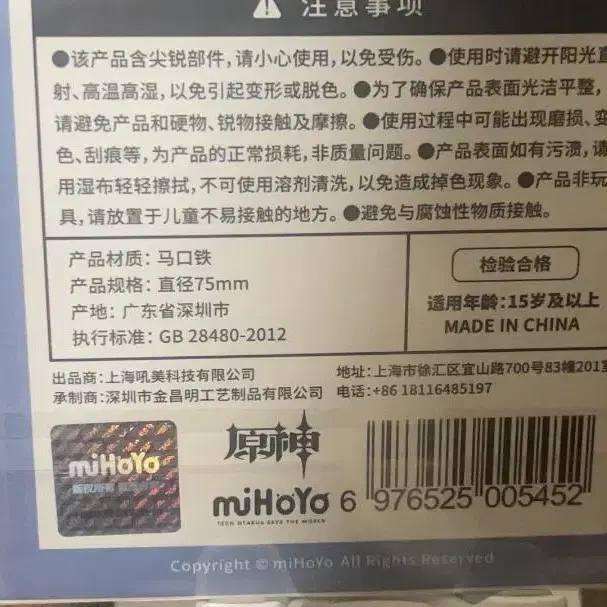 注意事项
●该产品含尖锐部件,请小心使用,以免受伤。●使用时请避开阳光直
射、高温高湿,以免引起变形或脱色。●为了确保产品表面光洁平整,
请避免产品和硬物、锐物接触及摩擦。●使用过程中可能出现磨损、变
色、刮痕等,为产品的正常损耗,非质量问题。●产品表面如有污渍,请
用湿布轻轻擦拭,不可使用溶剂清洗,以免造成掉色现象。●产品非玩
具,请放置于儿童不易接触的地方。●避免与腐蚀性物质接触。
产品材质: 马口铁
产品规格: 直径75mm
产地: 广东省深圳市
执行标准: GB 28480-2012
检验合格
适用年龄:15岁及以上
MADE IN CHINA
出品商:上海吼美科技有限公司
承制商:深圳市金昌明工艺制品有限公司
地址:上海市徐汇区宜山路700号83幢201室
电话:+86 18116485197
miHoYo
版权所有
原神
miHoYo
TECH OTAKUS SAVE THE WORLD
6 976525 005452
Copyright © miHoYo All Rights Reserved